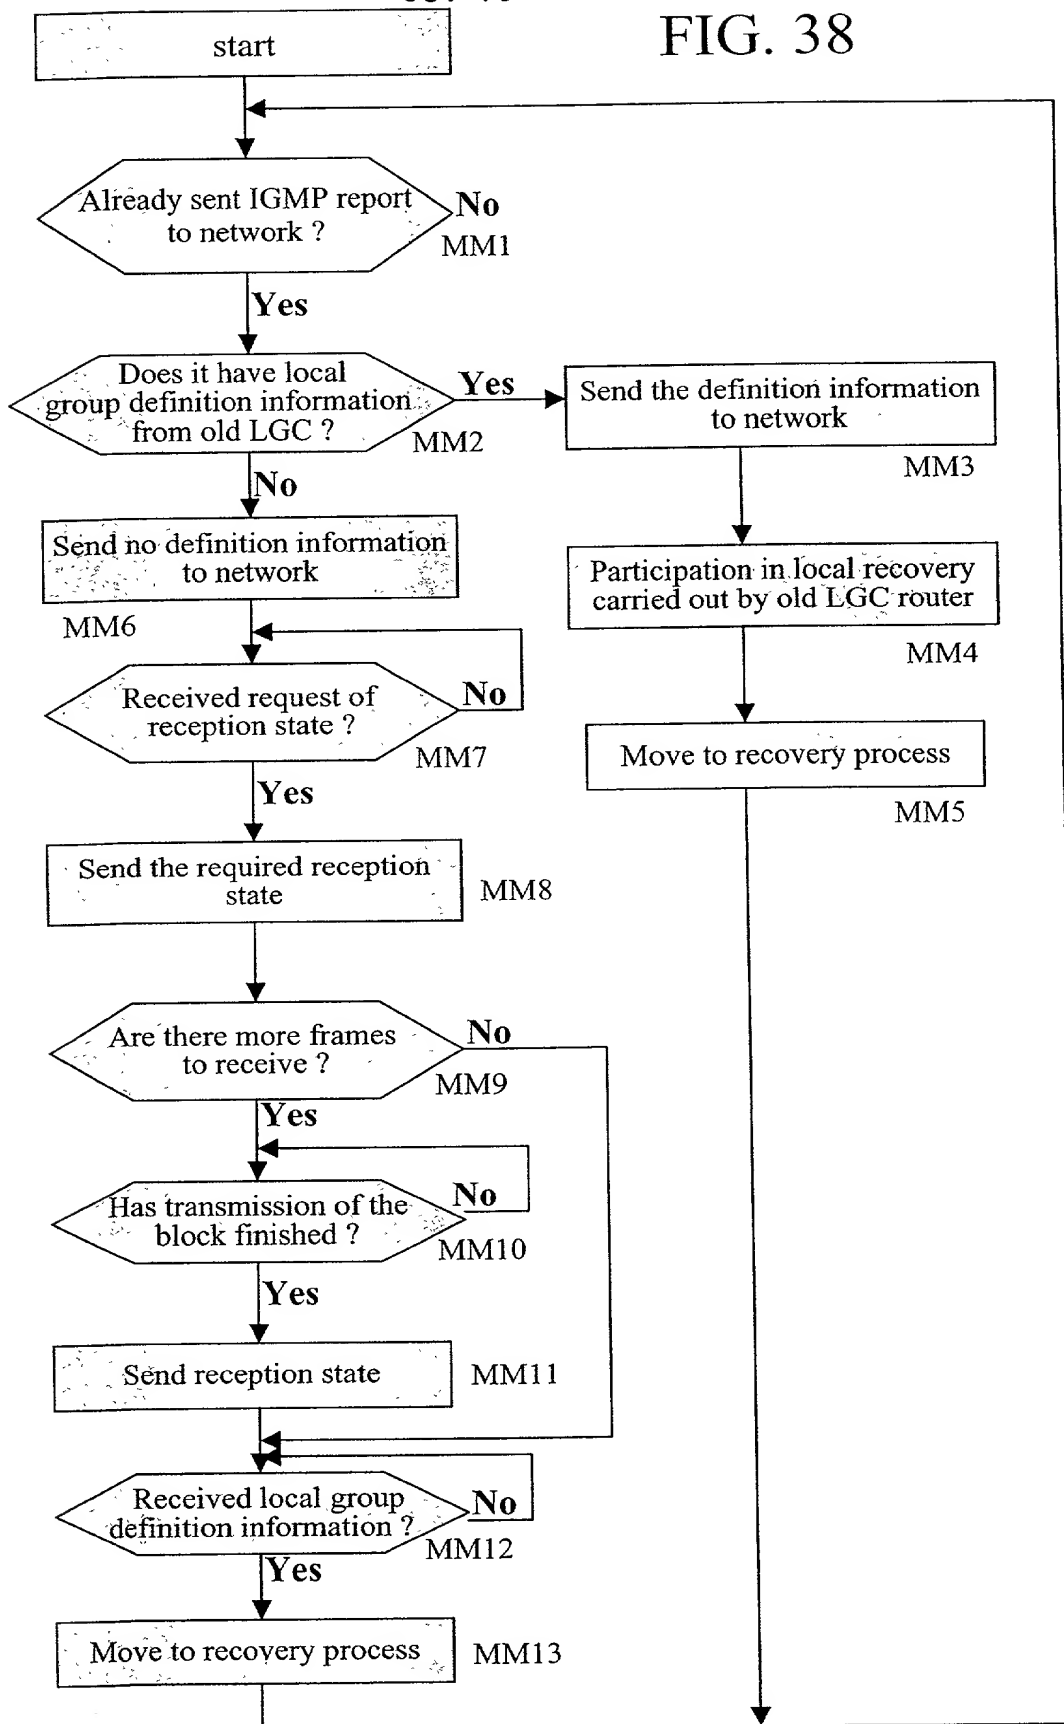 FIG. 38
start
Already sent IGMP report
to network ?
No
MM1
Yes
Does it have local
group definition information
from old LGC ?
Yes
MM2
Send the definition information
to network
MM3
No
Send no definition information
to network
MM6
Participation in local recovery
carried out by old LGC router
MM4
Received request of
reception state ?
No
MM7
Move to recovery process
MM5
Yes
Send the required reception
state
MM8
Are there more frames
to receive ?
No
MM9
Yes
Has transmission of the
block finished ?
No
MM10
Yes
Send reception state
MM11
Received local group
definition information ?
No
MM12
Yes
Move to recovery process
MM13